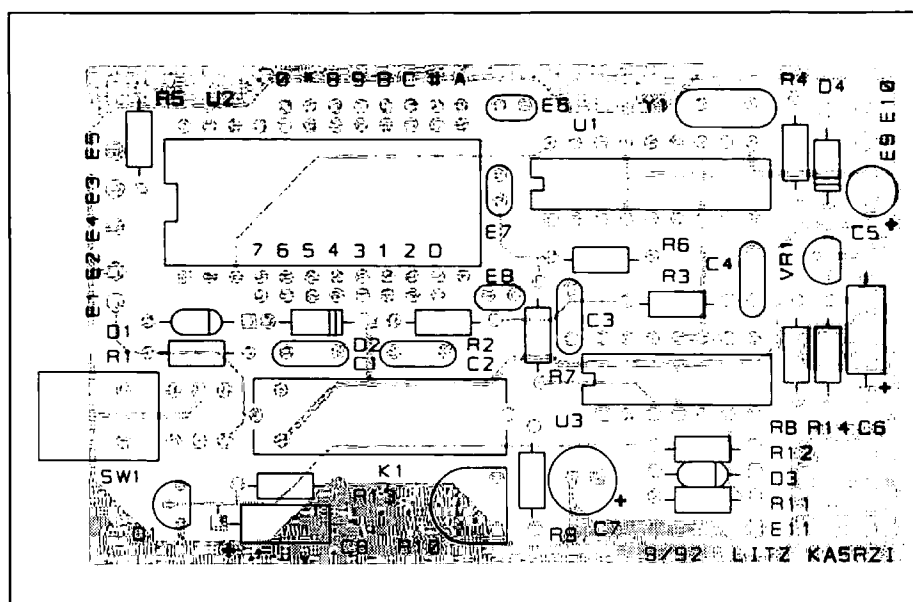 0 * 8 9 B C # A
R5 U2
E6
U1
Y1
R4
D4
E9 E10
E5
E3
E4
E2
E1
E7
7 6 5 4 3 1 2 D
R6
C4
VR1
C5
+
E8
R3
D1
R1
D2
C1
R2
C2
C3
R7
+
U3
R8 R14 C6
SW1
K1
R12
D3
R11
E11
Q1
R13
+
C8
R10
R9
C7
+
9/92 LITZ KA5RZI